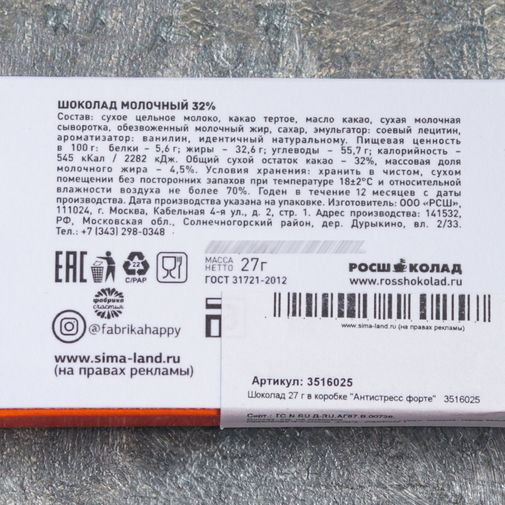 ШОКОЛАД МОЛОЧНЫЙ 32%
Состав: сухое цельное молоко, какао тертое, масло какао, сухая молочная
сыворотка, обезвоженный молочный жир, сахар, эмульгатор: соевый лецитин,
ароматизатор: ванилин, идентичный натуральному. Пищевая ценность
в 100 г: белки – 5,6 г; жиры – 32,6 г; углеводы – 55,7 г; калорийность –
545 кКал / 2282 кДж. Общий сухой остаток какао – 32%, массовая доля
молочного жира – 4,5%. Условия хранения: хранить в чистом, сухом
помещении без посторонних запахов при температуре 18±2°С и относительной
влажности воздуха не более 70%. Годен в течение 12 месяцев с даты
производства. Дата производства указана на упаковке. Изготовитель: ООО «РСШ»,
111024, г. Москва, Кабельная 4-я ул., д. 2, стр. 1. Адрес производства: 141532,
РФ, Московская обл., Солнечногорский район, дер. Дурыкино, вл. 2/33.
Тел.: +7 (343) 298-0348
ЕАС
22
C/PAP
МАССА
НЕТТО 27г
ГОСТ 31721-2012
РОСШОКОЛАД
www.rosshokolad.ru
фабрика
счастья
@fabrikahappy
www.sima-land.ru
(на правах рекламы)
www.sima-land.ru (на правах рекламы)
Артикул: 3516025
Шоколад 27 г в коробке "Антистресс форте" 3516025